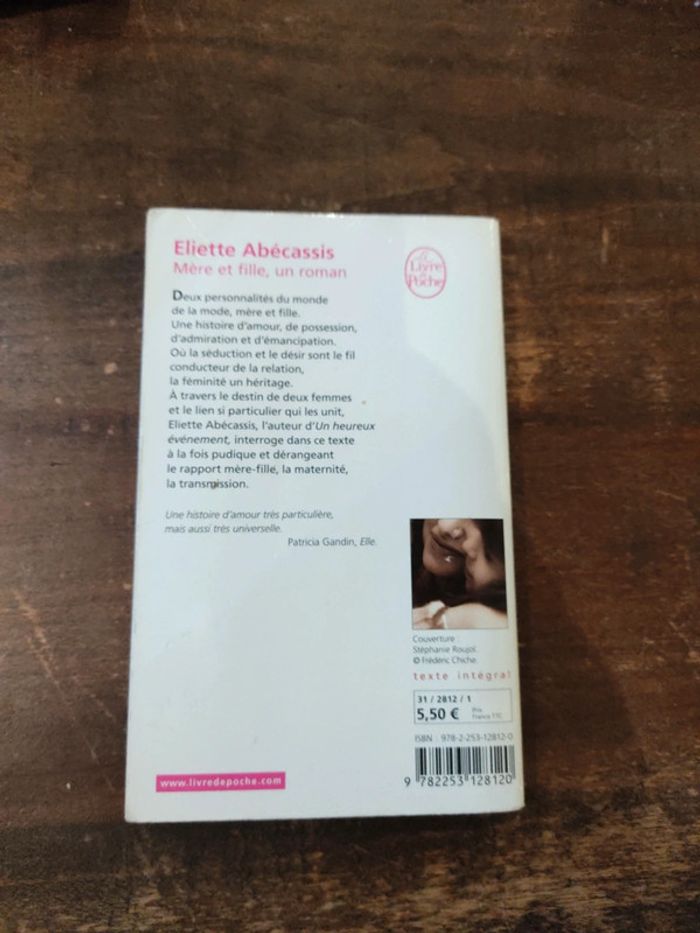 Eliette Abécassis
Mère et fille, un roman
Le
Livre
de
Poche
Deux personnalités du monde
de la mode, mère et fille.
Une histoire d'amour, de possession,
d'admiration et d'émancipation.
Où la séduction et le désir sont le fil
conducteur de la relation,
la féminité un héritage.
À travers le destin de deux femmes
et le lien si particulier qui les unit,
Eliette Abécassis, l'auteur d'Un heureux
événement, interroge dans ce texte
à la fois pudique et dérangeant
le rapport mère-fille, la maternité,
la transmission.
Une histoire d'amour très particulière,
mais aussi très universelle.
Patricia Gandin, Elle.
Couverture :
Stéphanie Roujol.
© Frédéric Chiche.
texte intégral
31 / 2812 / 1
5,50 €
Prix
France TTC
ISBN : 978-2-253-12812-0
9 782253 128120
www.livredepoche.com